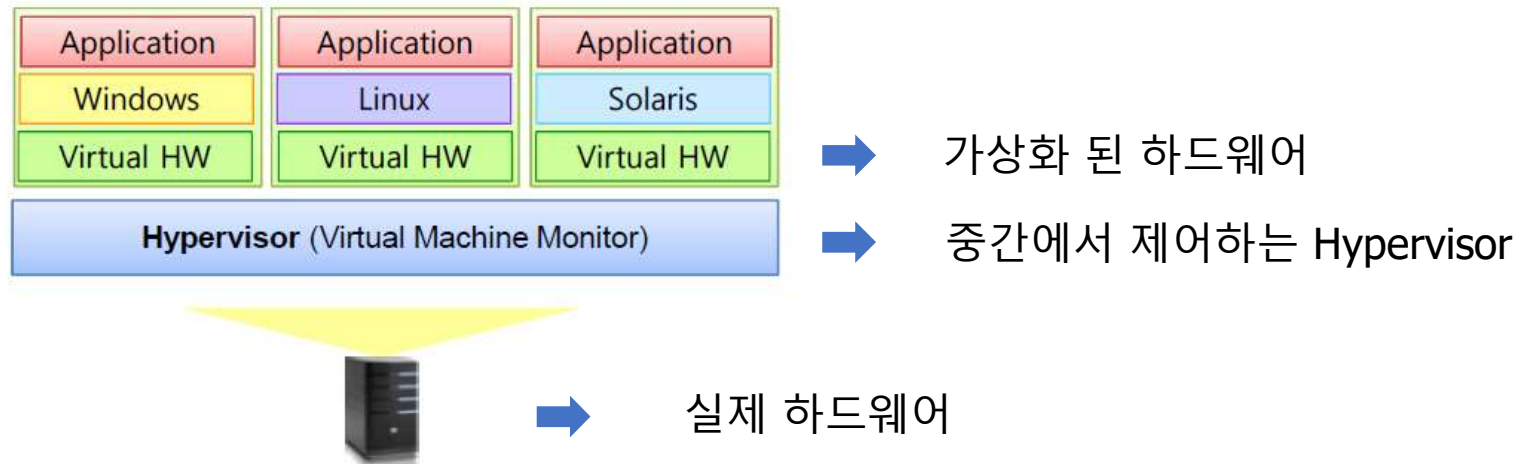 Application Application Application
Windows Linux Solaris
Virtual HW Virtual HW Virtual HW
가상화 된 하드웨어
Hypervisor (Virtual Machine Monitor)
중간에서 제어하는 Hypervisor
실제 하드웨어